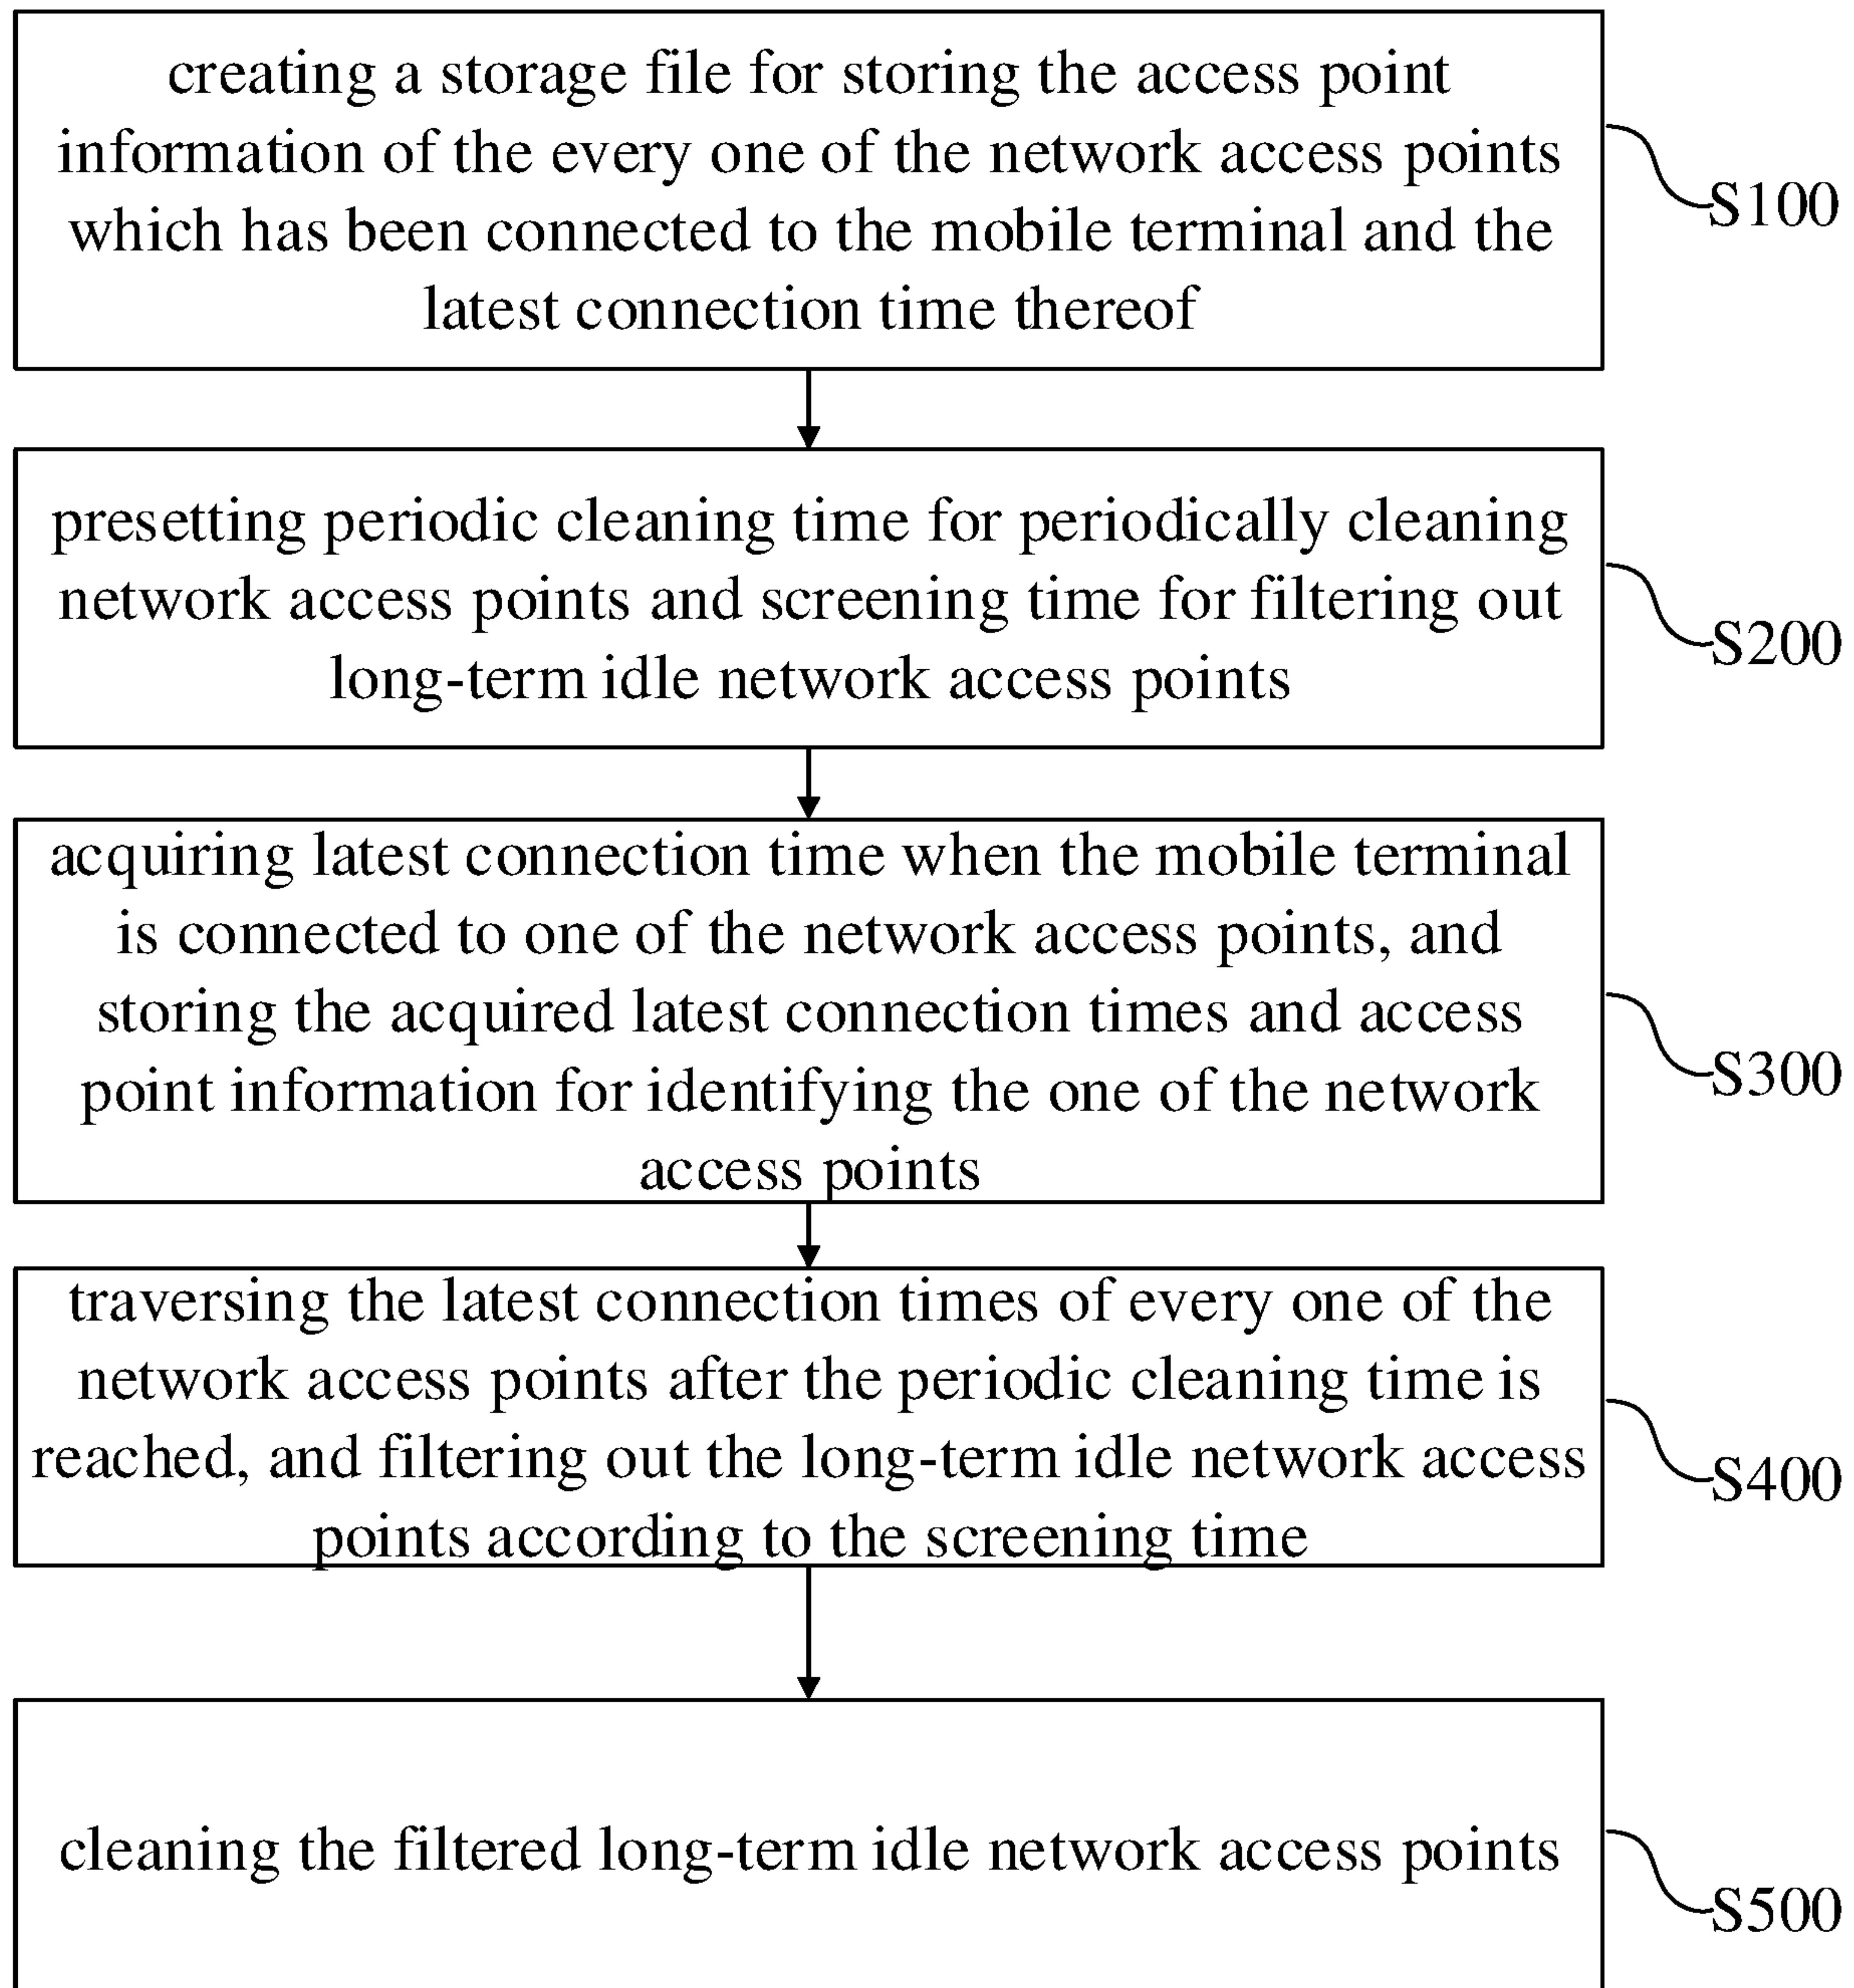 creating a storage file for storing the access point
information of the every one of the network access points
which has been connected to the mobile terminal and the
latest connection time thereof
S100
presetting periodic cleaning time for periodically cleaning
network access points and screening time for filtering out
long-term idle network access points
S200
acquiring latest connection time when the mobile terminal
is connected to one of the network access points, and
storing the acquired latest connection times and access
point information for identifying the one of the network
access points
S300
traversing the latest connection times of every one of the
network access points after the periodic cleaning time is
reached, and filtering out the long-term idle network access
points according to the screening time
S400
cleaning the filtered long-term idle network access points
S500